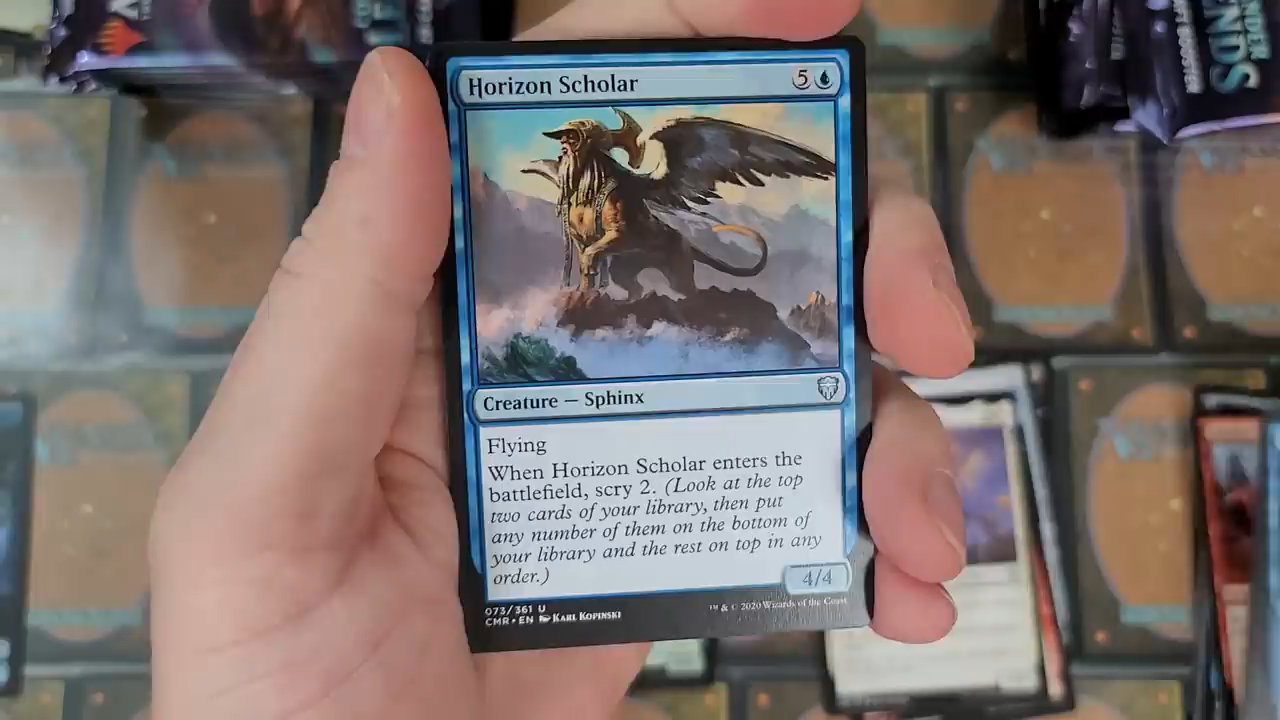 Horizon Scholar 5
Creature — Sphinx
Flying
When Horizon Scholar enters the
battlefield, scry 2. (Look at the top
two cards of your library, then put
any number of them on the bottom of
your library and the rest on top in any
order.)
4/4
073/361 U
CMR • EN Karl Kopinski
™ & © 2020 Wizards of the Coast